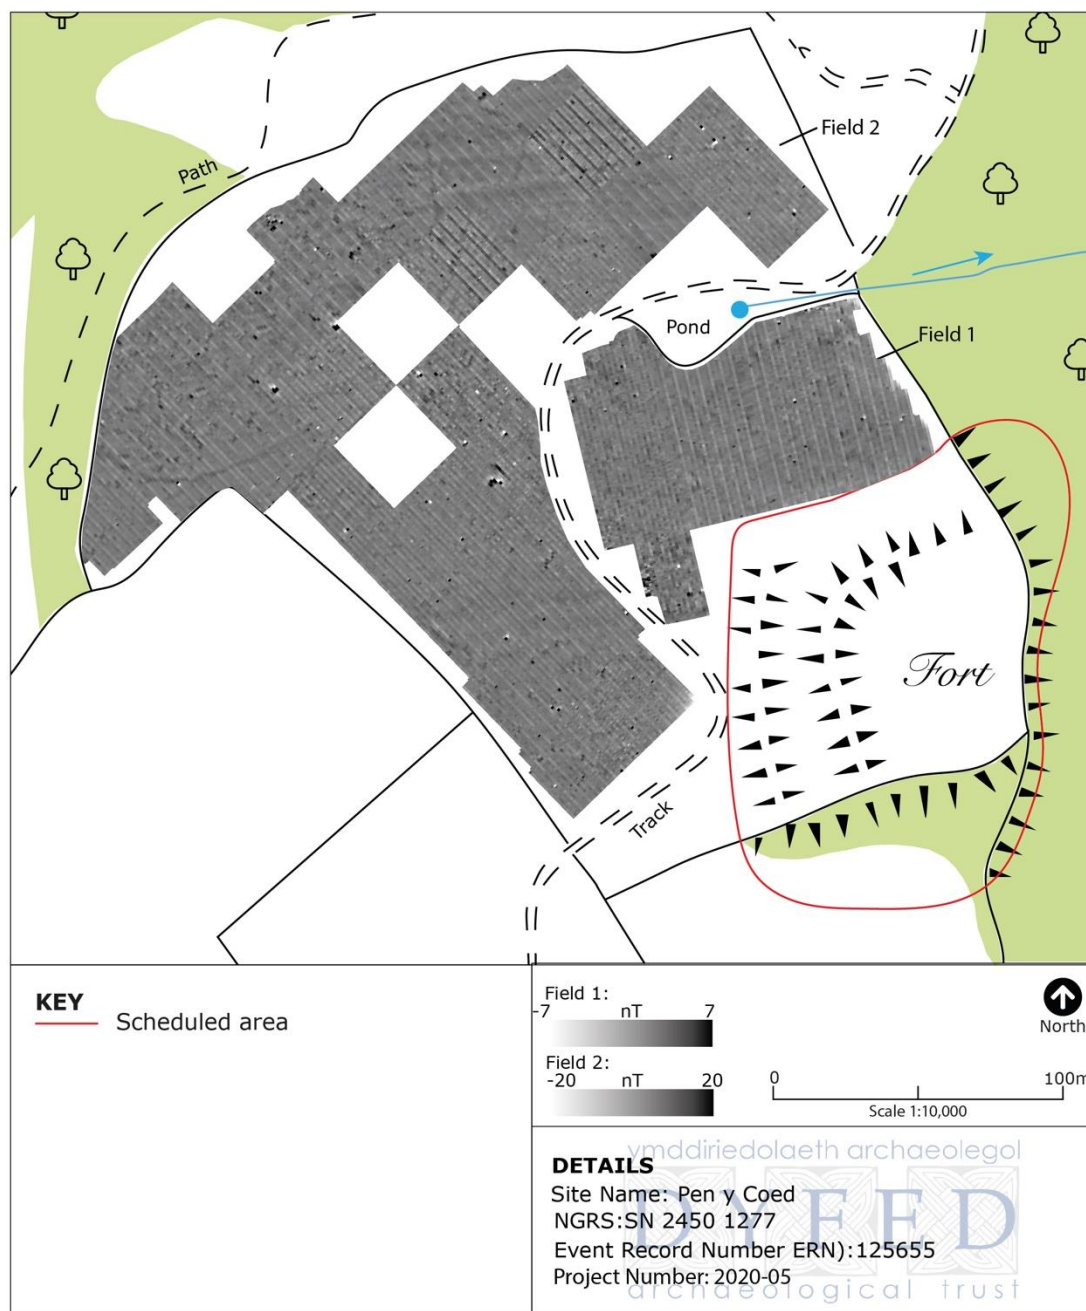 Field 2
Path
Pond
Field 1
Fort
Track
KEY
Scheduled area
Field 1:
-7 nT 7
Field 2:
-20 nT 20
North
0 100m
Scale 1:10,000
ymddiriedolaeth archaeolegol
DYFED
archaeological trust
DETAILS
Site Name: Pen y Coed
NGRS:SN 2450 1277
Event Record Number ERN):125655
Project Number: 2020-05